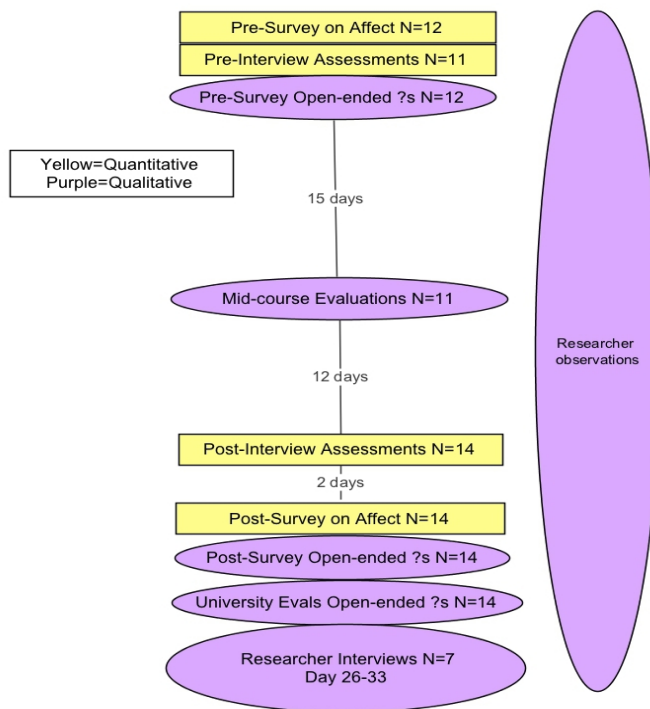 Pre-Survey on Affect N=12
Pre-Interview Assessments N=11
Pre-Survey Open-ended ?s N=12
Yellow=Quantitative
Purple=Qualitative
15 days
Mid-course Evaluations N=11
Researcher
observations
12 days
Post-Interview Assessments N=14
2 days
Post-Survey on Affect N=14
Post-Survey Open-ended ?s N=14
University Evals Open-ended ?s N=14
Researcher Interviews N=7
Day 26-33